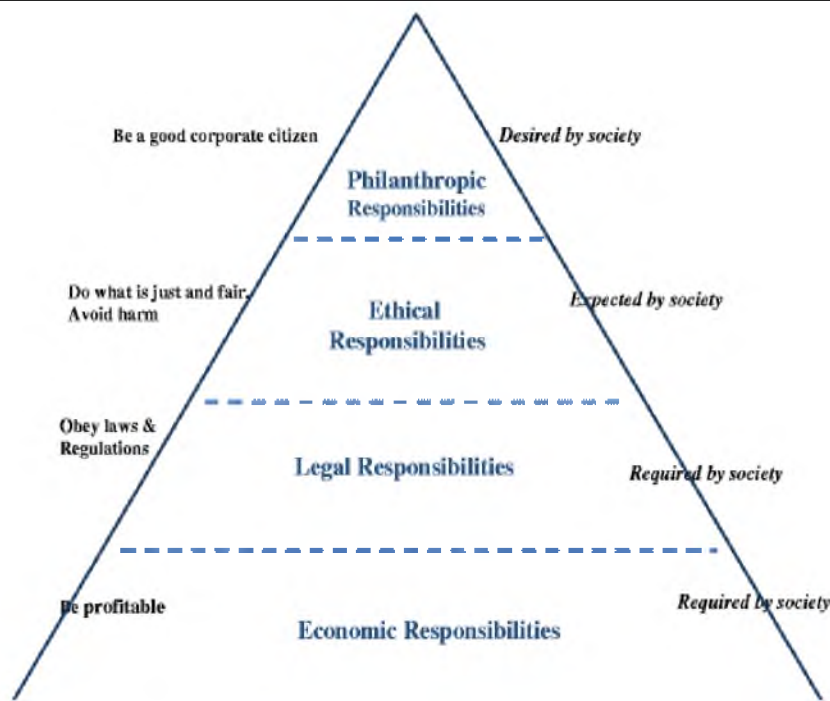 Be a good corporate citizen
Desired by society
Philanthropic
Responsibilities
Do what is just and fair,
Avoid harm
Expected by society
Ethical
Responsibilities
Obey laws &
Regulations
Legal Responsibilities
Required by society
Be profitable
Required by society
Economic Responsibilities